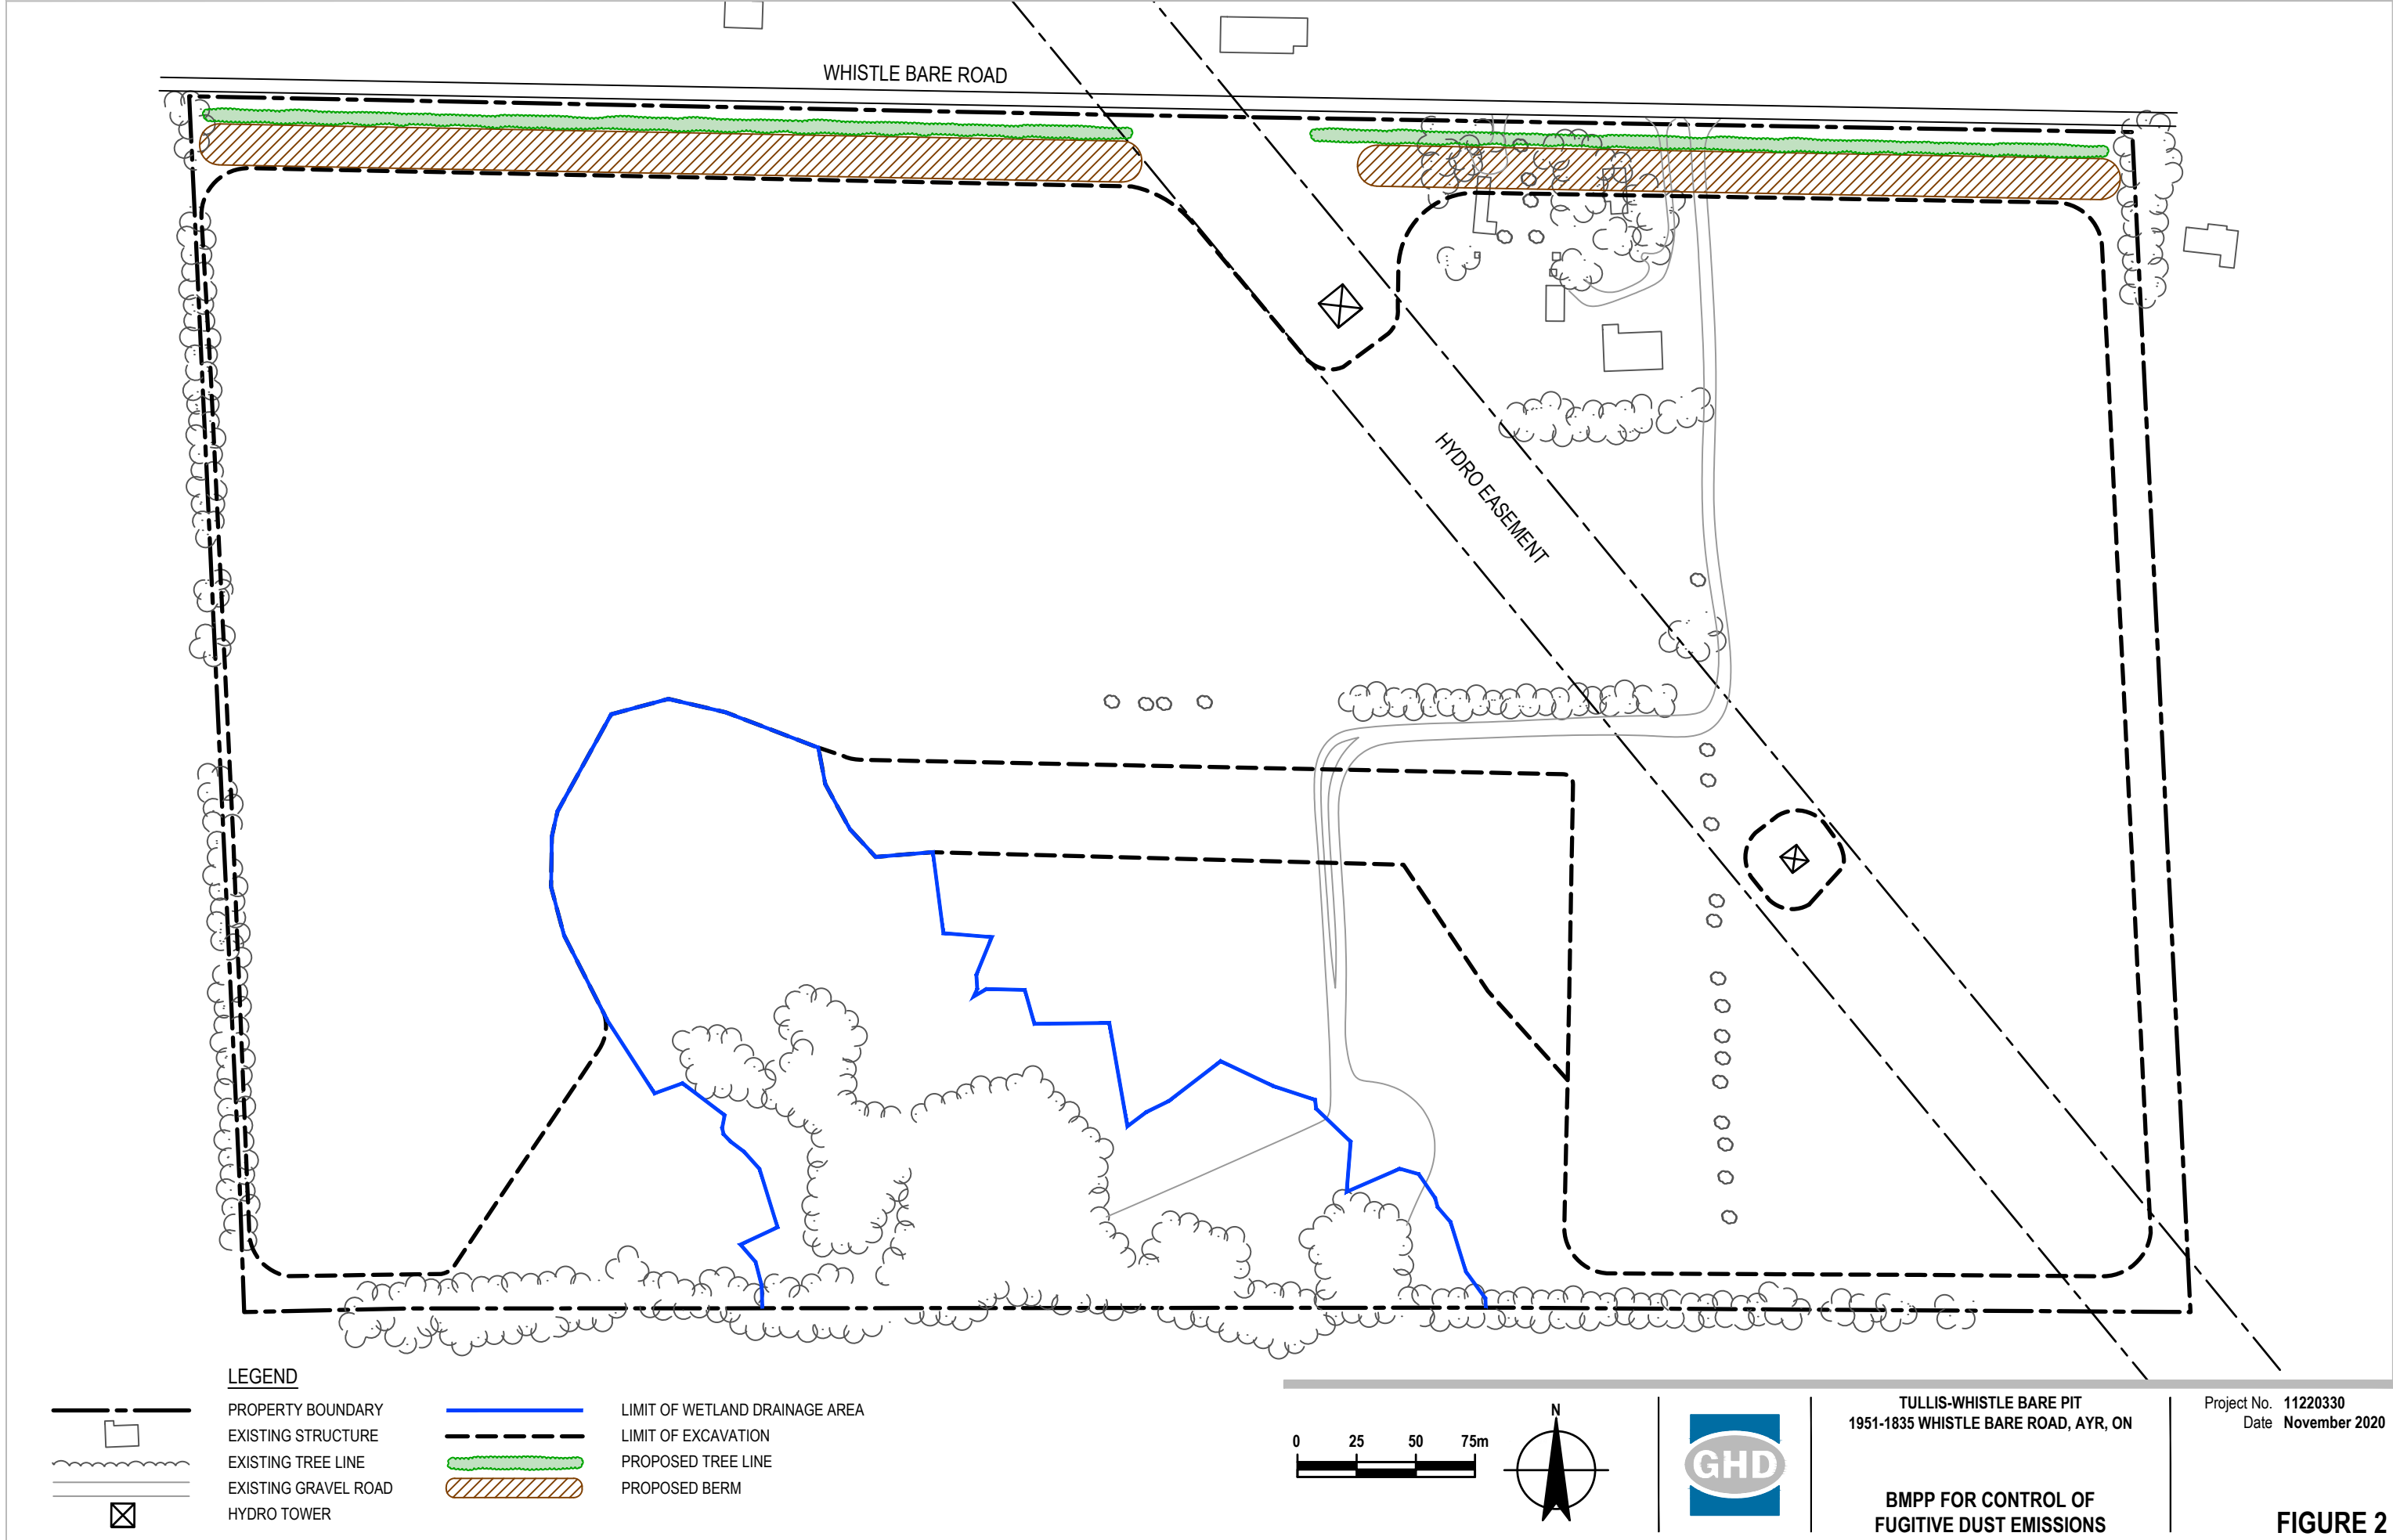 WHISTLE BARE ROAD
HYDRO EASEMENT
LEGEND
PROPERTY BOUNDARY
EXISTING STRUCTURE
EXISTING TREE LINE
EXISTING GRAVEL ROAD
HYDRO TOWER
LIMIT OF WETLAND DRAINAGE AREA
LIMIT OF EXCAVATION
PROPOSED TREE LINE
PROPOSED BERM
0 25 50 75m
N
GHD
TULLIS-WHISTLE BARE PIT
1951-1835 WHISTLE BARE ROAD, AYR, ON
BMPP FOR CONTROL OF
FUGITIVE DUST EMISSIONS
Project No. 11220330
Date November 2020
FIGURE 2